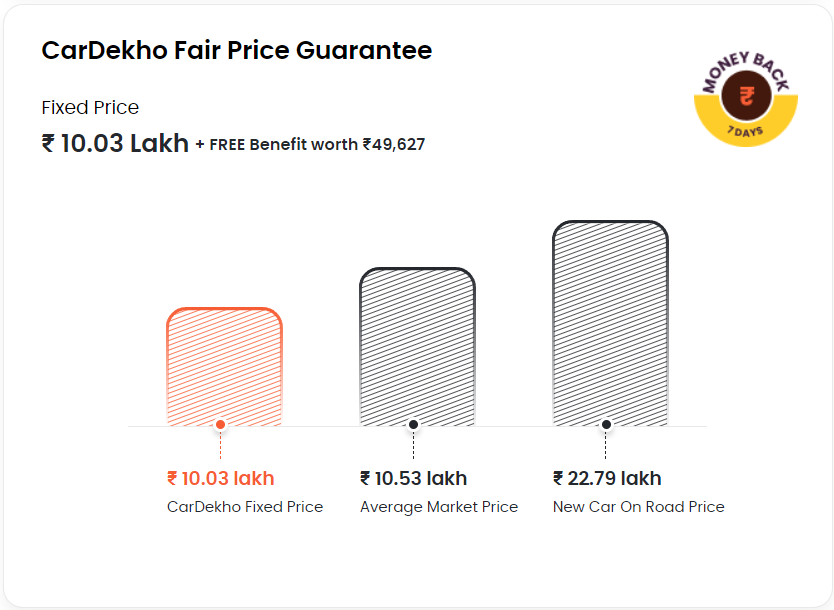 CarDekho Fair Price Guarantee
MONEY BACK
₹
7 DAYS
Fixed Price
₹ 10.03 Lakh + FREE Benefit worth ₹49,627
₹ 10.03 lakh
CarDekho Fixed Price
₹ 10.53 lakh
Average Market Price
₹ 22.79 lakh
New Car On Road Price